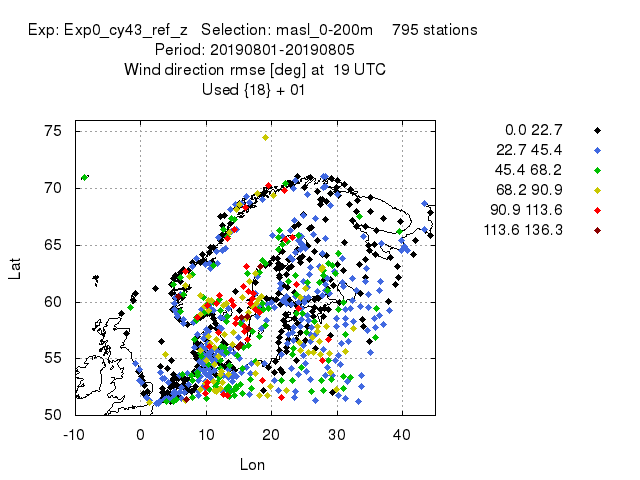 Exp: Exp0_cy43_ref_z Selection: masl_0-200m 795 stations
Period: 20190801-20190805
Wind direction rmse [deg] at 19 UTC
Used {18} + 01
0.0 22.7
22.7 45.4
45.4 68.2
68.2 90.9
90.9 113.6
113.6 136.3
75
70
65
60
55
50
Lat
-10 0 10 20 30 40
Lon